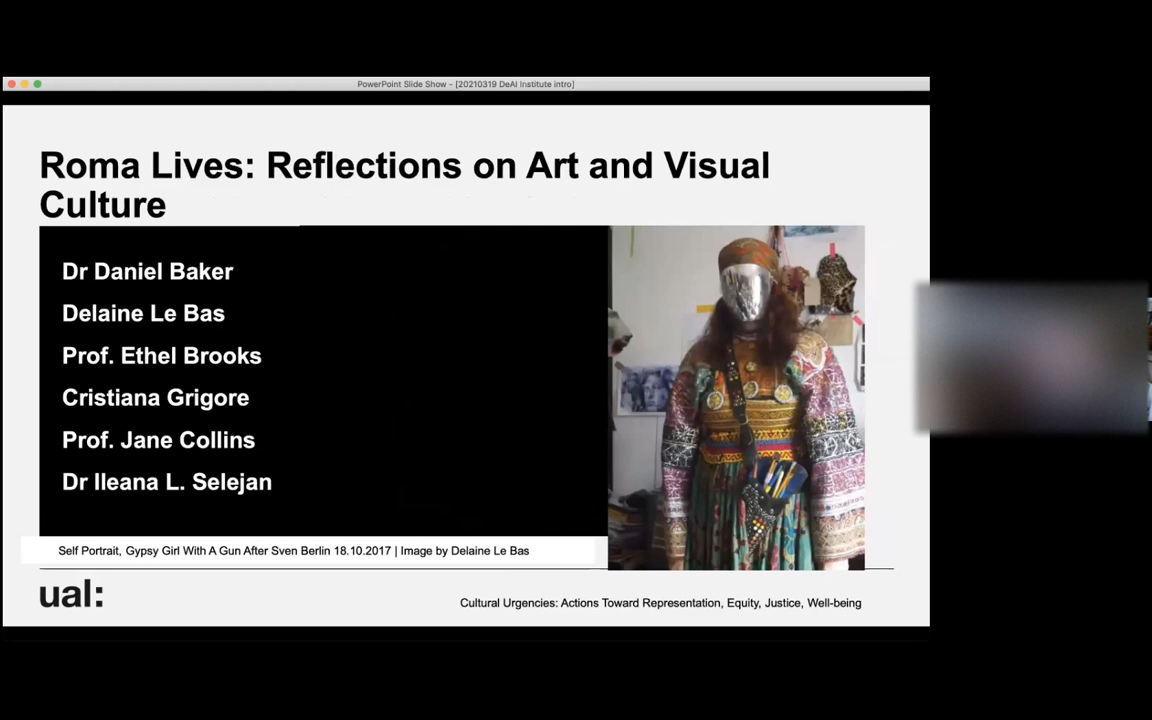 PowerPoint Slide Show - [20210319 DeAI Institute intro]
Roma Lives: Reflections on Art and Visual
Culture
Dr Daniel Baker
Delaine Le Bas
Prof. Ethel Brooks
Cristiana Grigore
Prof. Jane Collins
Dr Ileana L. Selejan
Self Portrait, Gypsy Girl With A Gun After Sven Berlin 18.10.2017 | Image by Delaine Le Bas
ual:
Cultural Urgencies: Actions Toward Representation, Equity, Justice, Well-being